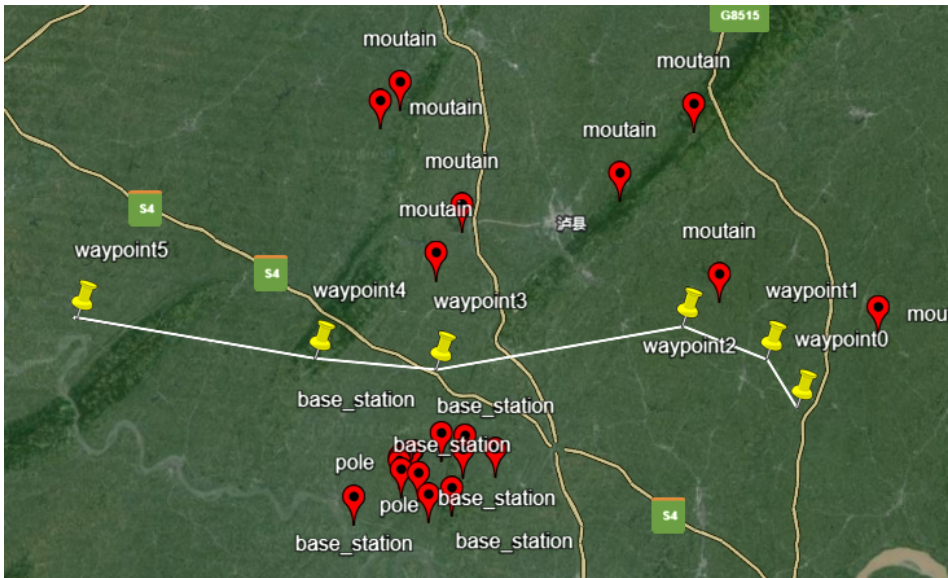 G8515
moutain
moutain
moutain
moutain
moutain
moutain
S4
泸县
moutain
waypoint5
S4
waypoint4
waypoint3
waypoint1
mou
waypoint2
waypoint0
base_station
base_station
base_station
pole
base_station
pole
S4
base_station
base_station